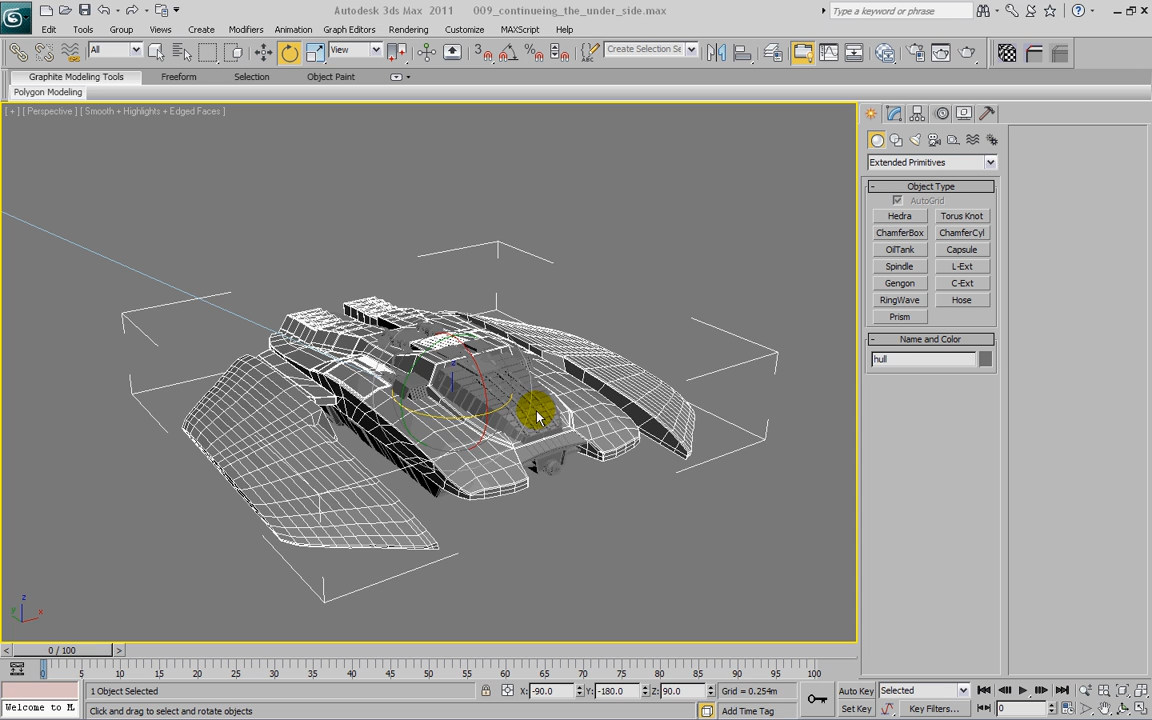 Autodesk 3ds Max 2011 009_continueing_the_under_side.max
Type a keyword or phrase
Edit Tools Group Views Create Modifiers Animation Graph Editors Rendering Customize MAXScript Help
All View 3 Create Selection Se
Graphite Modeling Tools Freeform Selection Object Paint
Polygon Modeling
[ + ] [ Perspective ] [ Smooth + Highlights + Edged Faces ]
Extended Primitives
- Object Type
AutoGrid
Hedra Torus Knot
ChamferBox ChamferCyl
OilTank Capsule
Spindle L-Ext
Gengon C-Ext
RingWave Hose
Prism
- Name and Color
hull
z
z
y x
< 0 / 100 >
0 5 10 15 20 25 30 35 40 45 50 55 60 65 70 75 80 85 90 95 100
1 Object Selected X: -90.0 Y: -180.0 Z: 90.0 Grid = 0.254m Auto Key Selected
Welcome to M Click and drag to select and rotate objects Add Time Tag Set Key Key Filters... 0